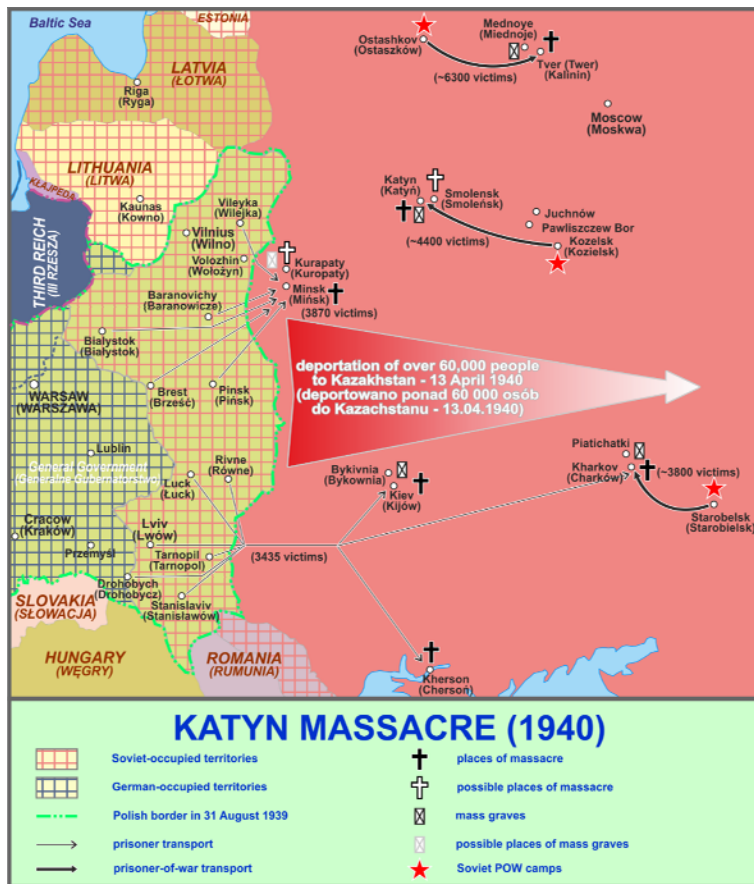 Baltic Sea
ESTONIA
LATVIA
(ŁOTWA)
Riga
(Ryga)
LITHUANIA
(LITWA)
KŁAJPEDA
Kaunas
(Kowno)
THIRD REICH
(III RZESZA)
Vileyka
(Wilejka)
Vilnius
(Wilno)
Volozhin
(Wołożyn)
Baranovichy
(Baranowicze)
Bialystok
(Białystok)
Brest
(Brześć)
Pinsk
(Pińsk)
WARSAW
(WARSZAWA)
Lublin
General Government
(Generalne Gubernatorstwo)
Cracow
(Kraków)
Przemyśl
Rivne
(Równe)
Łuck
(Łuck)
Lviv
(Lwów)
Tarnopil
(Tarnopol)
Drohobych
(Drohobycz)
Stanislaviv
(Stanisławów)
SLOVAKIA
(SŁOWACJA)
HUNGARY
(WĘGRY)
ROMANIA
(RUMUNIA)
Ostashkov
(Ostaszków)
Mednoye
(Miednoje)
Tver (Twer)
(Kalinin)
(~6300 victims)
Moscow
(Moskwa)
Katyn
(Katyń)
Smolensk
(Smoleńsk)
Juchnów
Pawliszczew Bor
Kozelsk
(Kozielsk)
(~4400 victims)
Kurapaty
(Kuropaty)
Minsk
(Mińsk)
(3870 victims)
deportation of over 60,000 people
to Kazakhstan - 13 April 1940
(deportowano ponad 60 000 osób
do Kazachstanu - 13.04.1940)
Piatichatki
Kharkov
(Charków)
(~3800 victims)
Starobelsk
(Starobielsk)
Bykivnia
(Bykownia)
Kiev
(Kijów)
(3435 victims)
Kherson
(Chersoń)
KATYN MASSACRE (1940)
Soviet-occupied territories
German-occupied territories
Polish border in 31 August 1939
prisoner transport
prisoner-of-war transport
places of massacre
possible places of massacre
mass graves
possible places of mass graves
Soviet POW camps